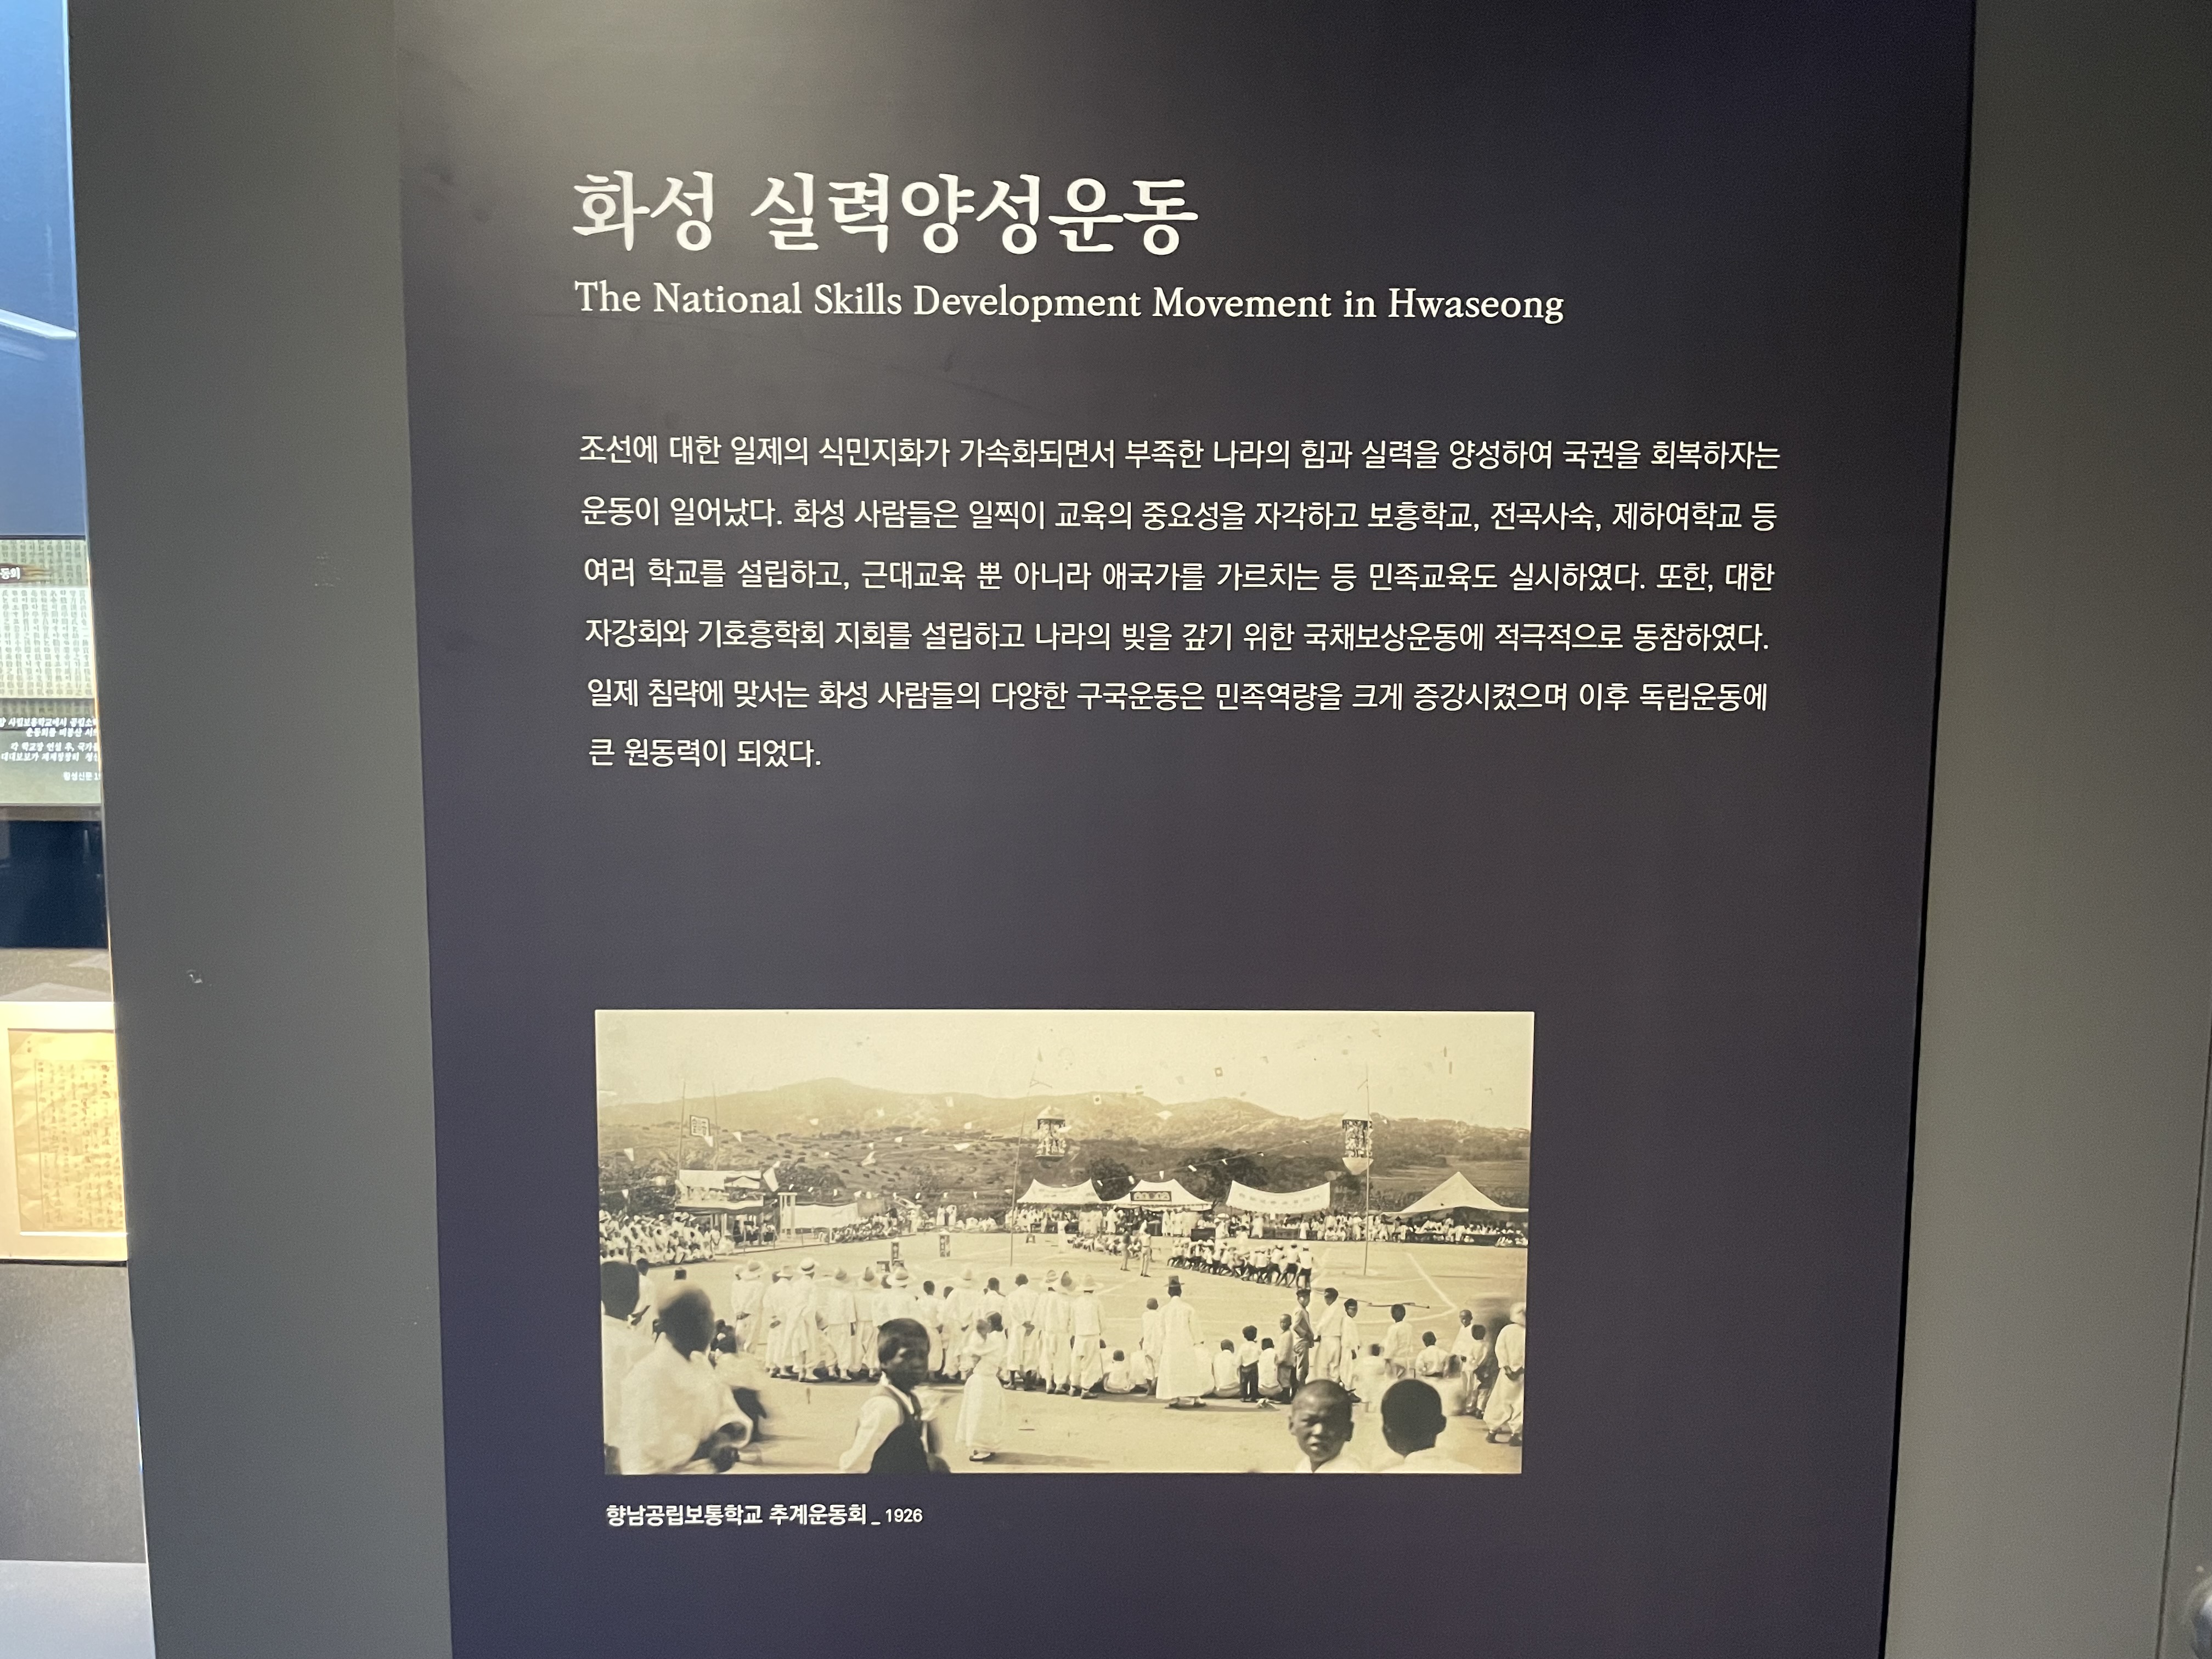 화성 실력양성운동
The National Skills Development Movement in Hwaseong
조선에 대한 일제의 식민지화가 가속화되면서 부족한 나라의 힘과 실력을 양성하여 국권을 회복하자는
운동이 일어났다. 화성 사람들은 일찍이 교육의 중요성을 자각하고 보흥학교, 전곡사숙, 제하여학교 등
여러 학교를 설립하고, 근대교육 뿐 아니라 애국가를 가르치는 등 민족교육도 실시하였다. 또한, 대한
자강회와 기호흥학회 지회를 설립하고 나라의 빚을 갚기 위한 국채보상운동에 적극적으로 동참하였다.
일제 침략에 맞서는 화성 사람들의 다양한 구국운동은 민족역량을 크게 증강시켰으며 이후 독립운동에
큰 원동력이 되었다.
향남공립보통학교 추계운동회 _ 1926